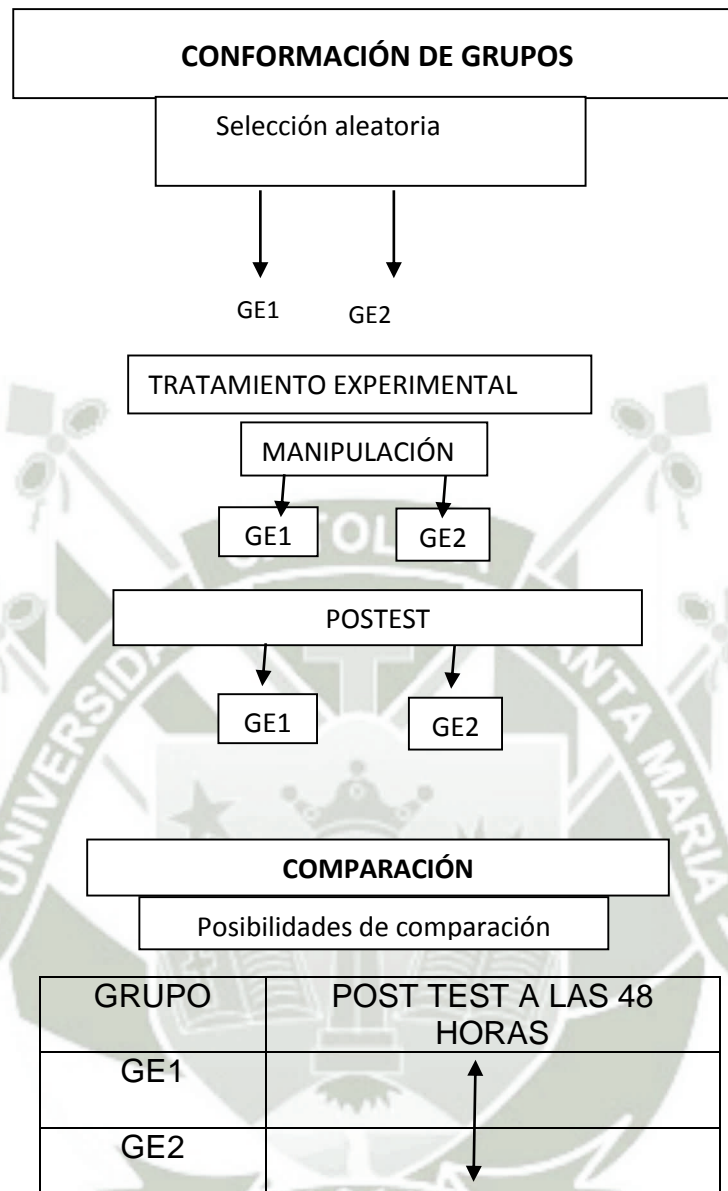 CONFORMACIÓN DE GRUPOS
Selección aleatoria
GE1 GE2
TRATAMIENTO EXPERIMENTAL
MANIPULACIÓN
GE1 GE2
POSTEST
GE1 GE2
COMPARACIÓN
Posibilidades de comparación
GRUPO POST TEST A LAS 48
HORAS
GE1
GE2